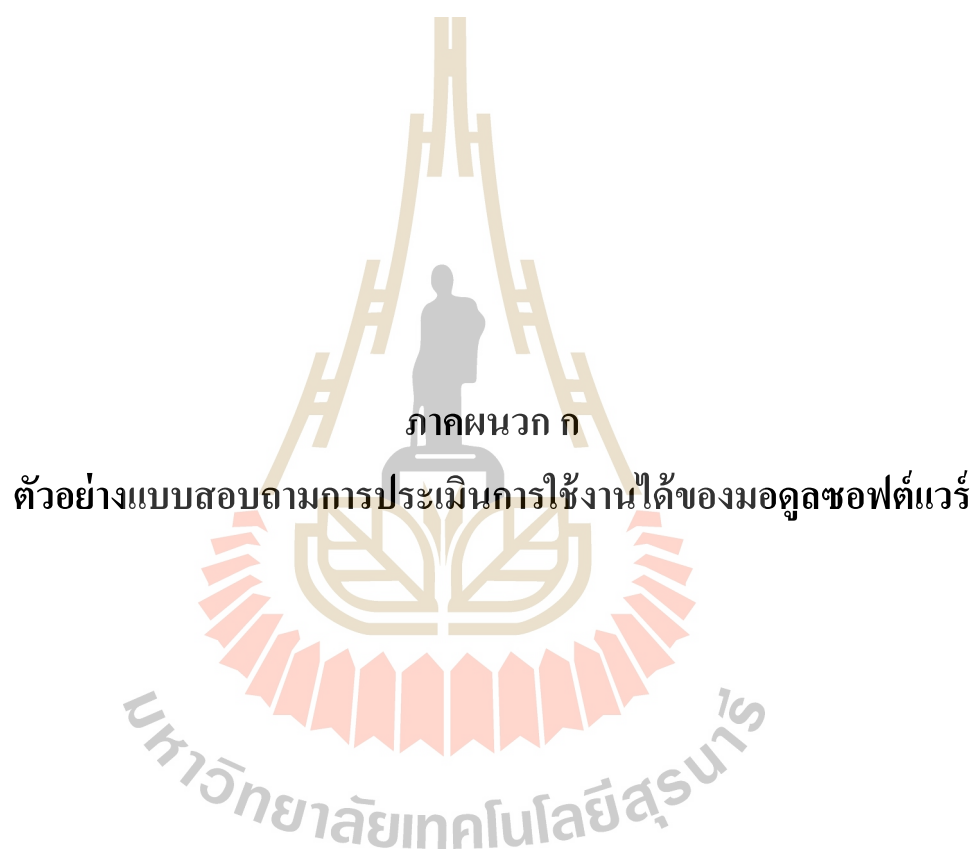 ภาคผนวก ก
ตัวอย่างแบบสอบถามการประเมินการใช้งานได้ของมอดูลซอฟต์แวร์
มหาวิทยาลัยเทคโนโลยีสุรนารี